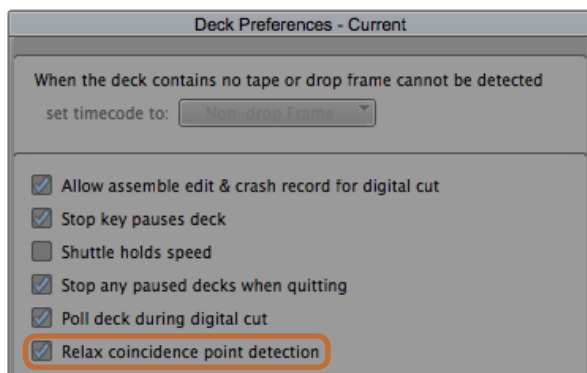 Deck Preferences - Current
When the deck contains no tape or drop frame cannot be detected
set timecode to: Non-drop Frame
Allow assemble edit & crash record for digital cut
Stop key pauses deck
Shuttle holds speed
Stop any paused decks when quitting
Poll deck during digital cut
Relax coincidence point detection